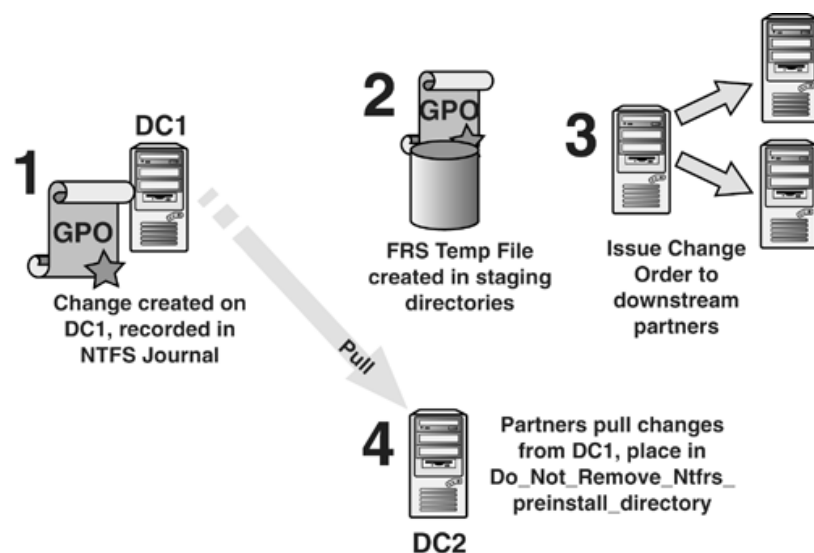 1
DC1
GPO
Change created on
DC1, recorded in
NTFS Journal
2
GPO
FRS Temp File
created in staging
directories
3
Issue Change
Order to
downstream
partners
Pull
4
DC2
Partners pull changes
from DC1, place in
Do_Not_Remove_Ntfrs_
preinstall_directory